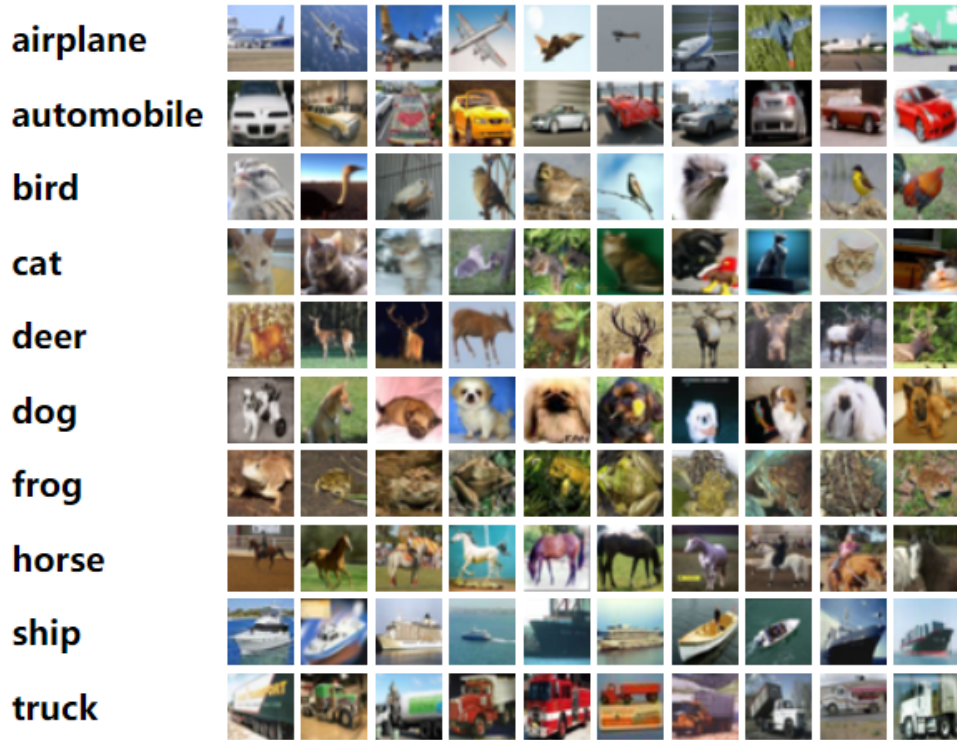 airplane
automobile
bird
cat
deer
dog
frog
horse
ship
truck